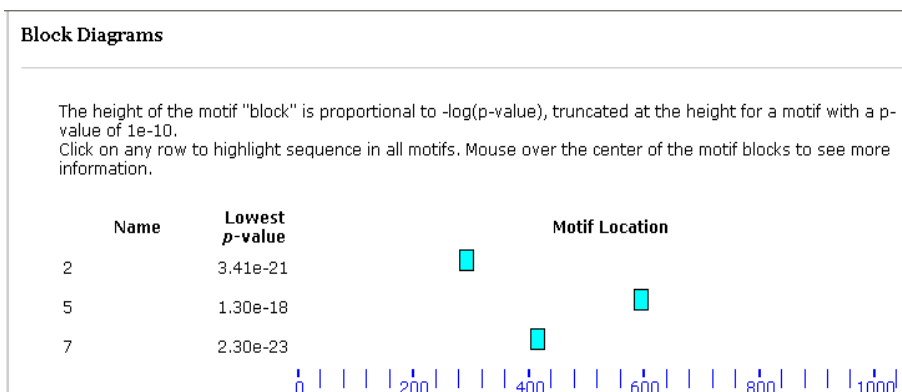 Block Diagrams
The height of the motif "block" is proportional to -log(p-value), truncated at the height for a motif with a p-
value of 1e-10.
Click on any row to highlight sequence in all motifs. Mouse over the center of the motif blocks to see more
information.
Name Lowest p-value Motif Location
2 3.41e-21
5 1.30e-18
7 2.30e-23
0 200 400 600 800 1000